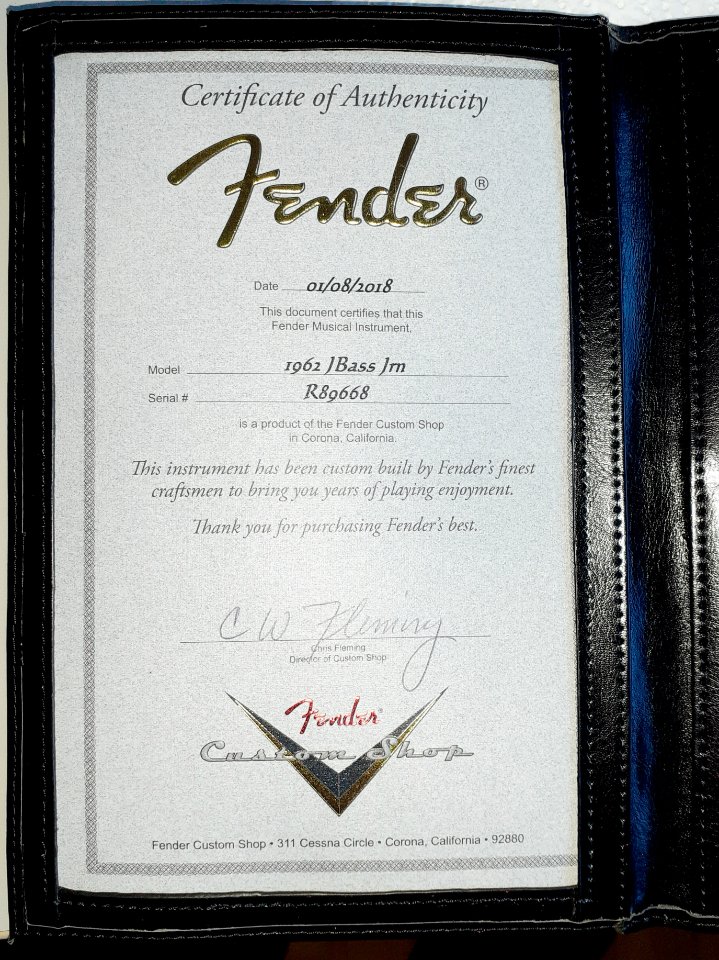 Certificate of Authenticity
Fender®
Date 01/08/2018
This document certifies that this
Fender Musical Instrument,
Model 1962 JBass Jrn
Serial # R89668
is a product of the Fender Custom Shop
in Corona, California.
This instrument has been custom built by Fender's finest
craftsmen to bring you years of playing enjoyment.
Thank you for purchasing Fender's best.
C W Fleming
Chris Fleming
Director of Custom Shop
Fender®
Custom Shop
Fender Custom Shop • 311 Cessna Circle • Corona, California • 92880